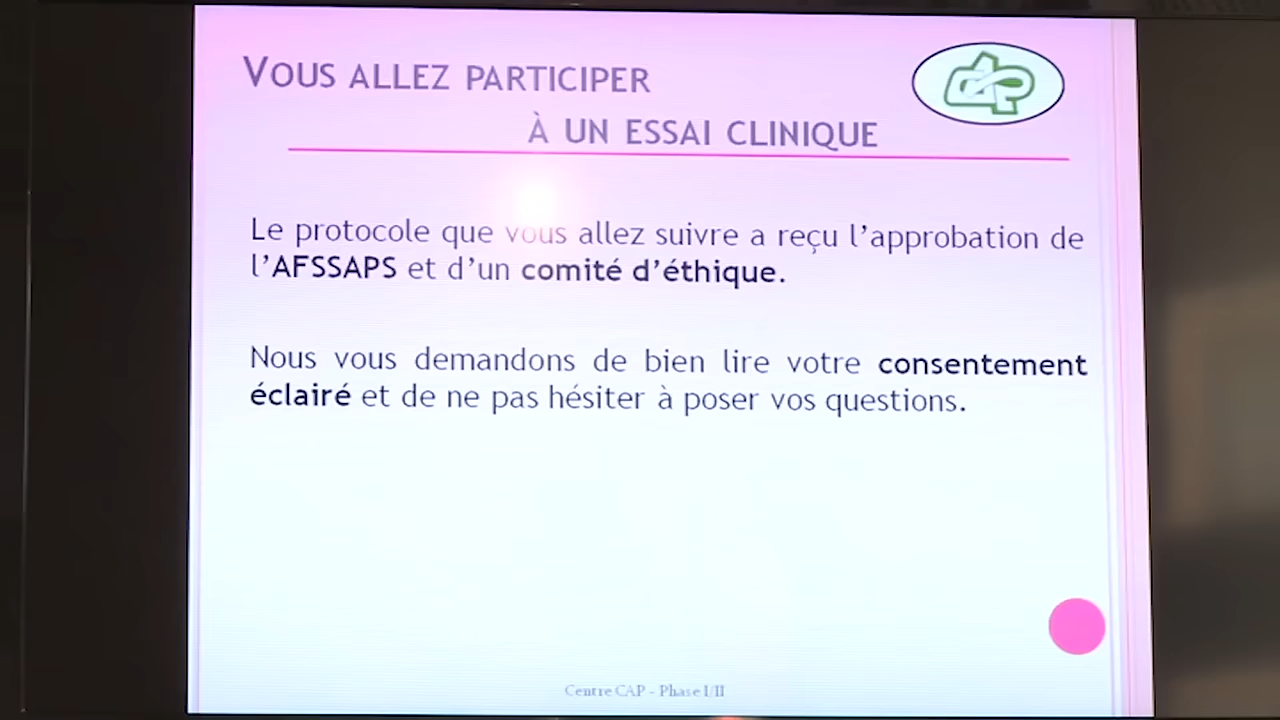 VOUS ALLEZ PARTICIPER
À UN ESSAI CLINIQUE
CAP
Le protocole que vous allez suivre a reçu l'approbation de
l'AFSSAPS et d'un comité d'éthique.
Nous vous demandons de bien lire votre consentement
éclairé et de ne pas hésiter à poser vos questions.
Centre CAP - Phase I/II